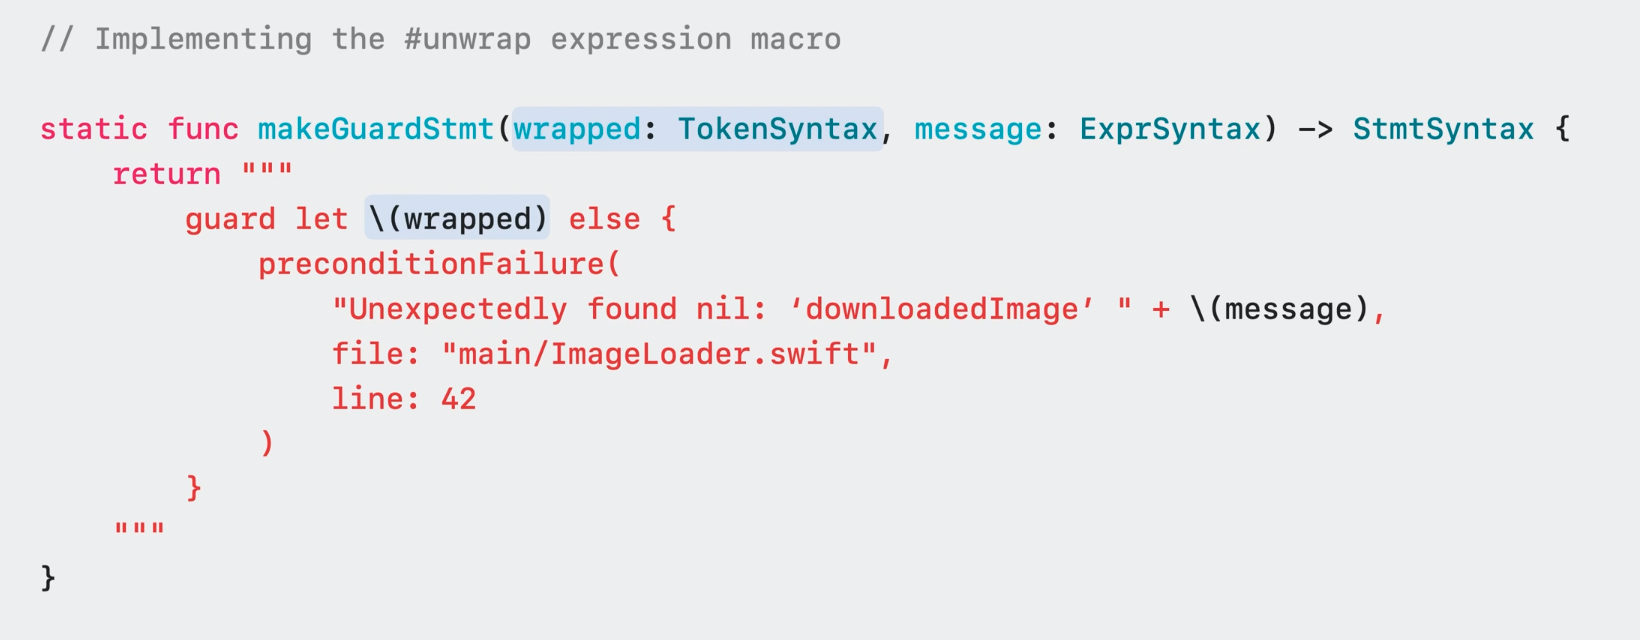 // Implementing the #unwrap expression macro
static func makeGuardStmt(wrapped: TokenSyntax, message: ExprSyntax) -> StmtSyntax {
    return """
        guard let \(wrapped) else {
            preconditionFailure(
                "Unexpectedly found nil: ‘downloadedImage’ " + \(message),
                file: "main/ImageLoader.swift",
                line: 42
            )
        }
    """
}